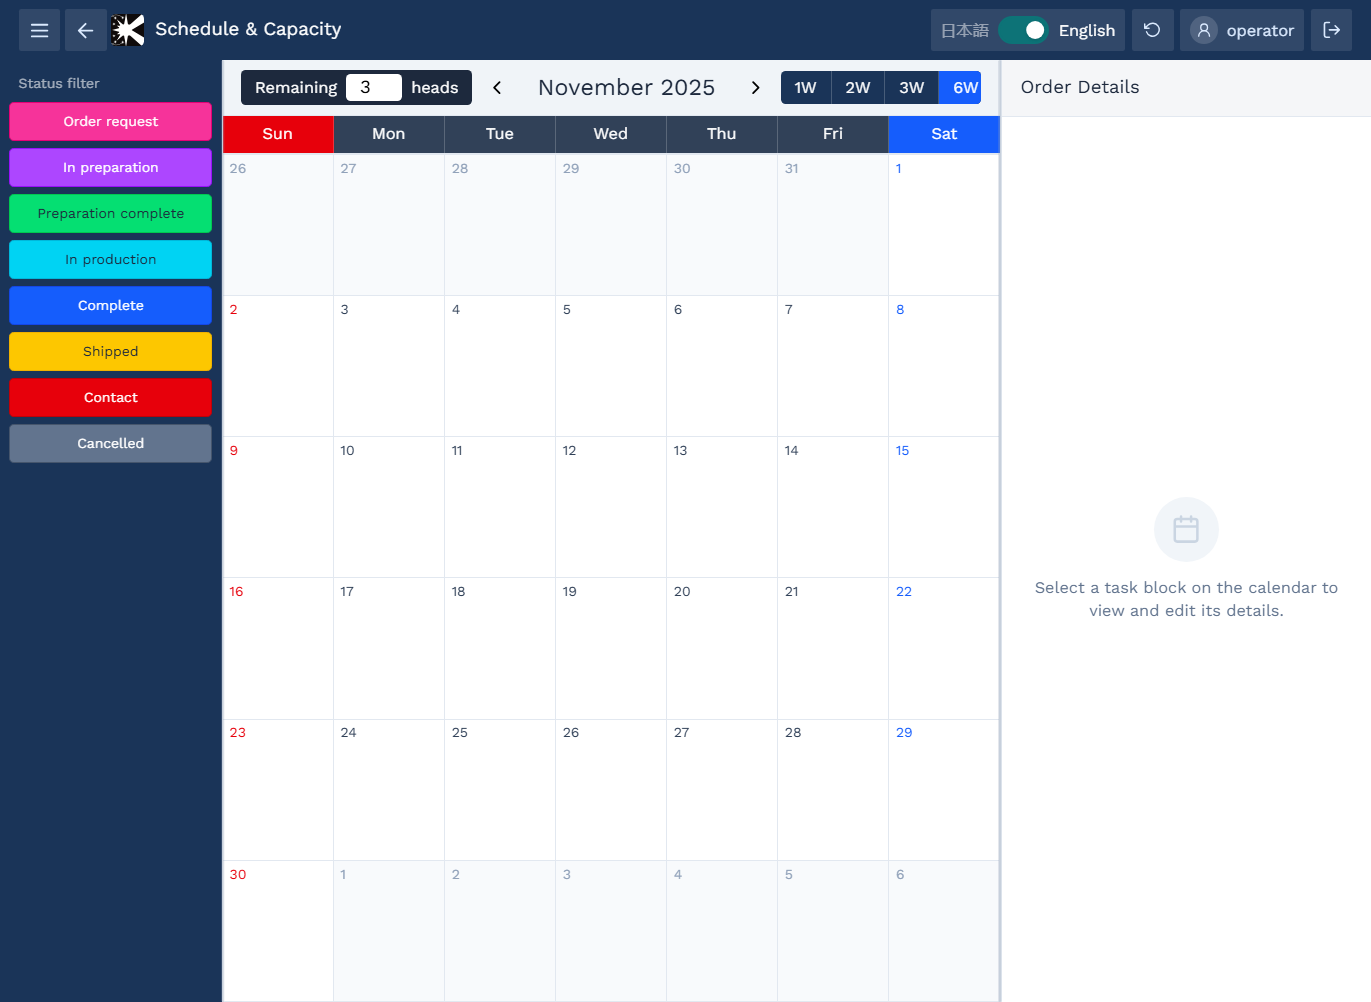 Schedule & Capacity
日本語 English
operator
Status filter
Order request
In preparation
Preparation complete
In production
Complete
Shipped
Contact
Cancelled
Remaining 3 heads
November 2025
1W 2W 3W 6W
Sun Mon Tue Wed Thu Fri Sat
26 27 28 29 30 31 1
2 3 4 5 6 7 8
9 10 11 12 13 14 15
16 17 18 19 20 21 22
23 24 25 26 27 28 29
30 1 2 3 4 5 6
Order Details
Select a task block on the calendar to
view and edit its details.